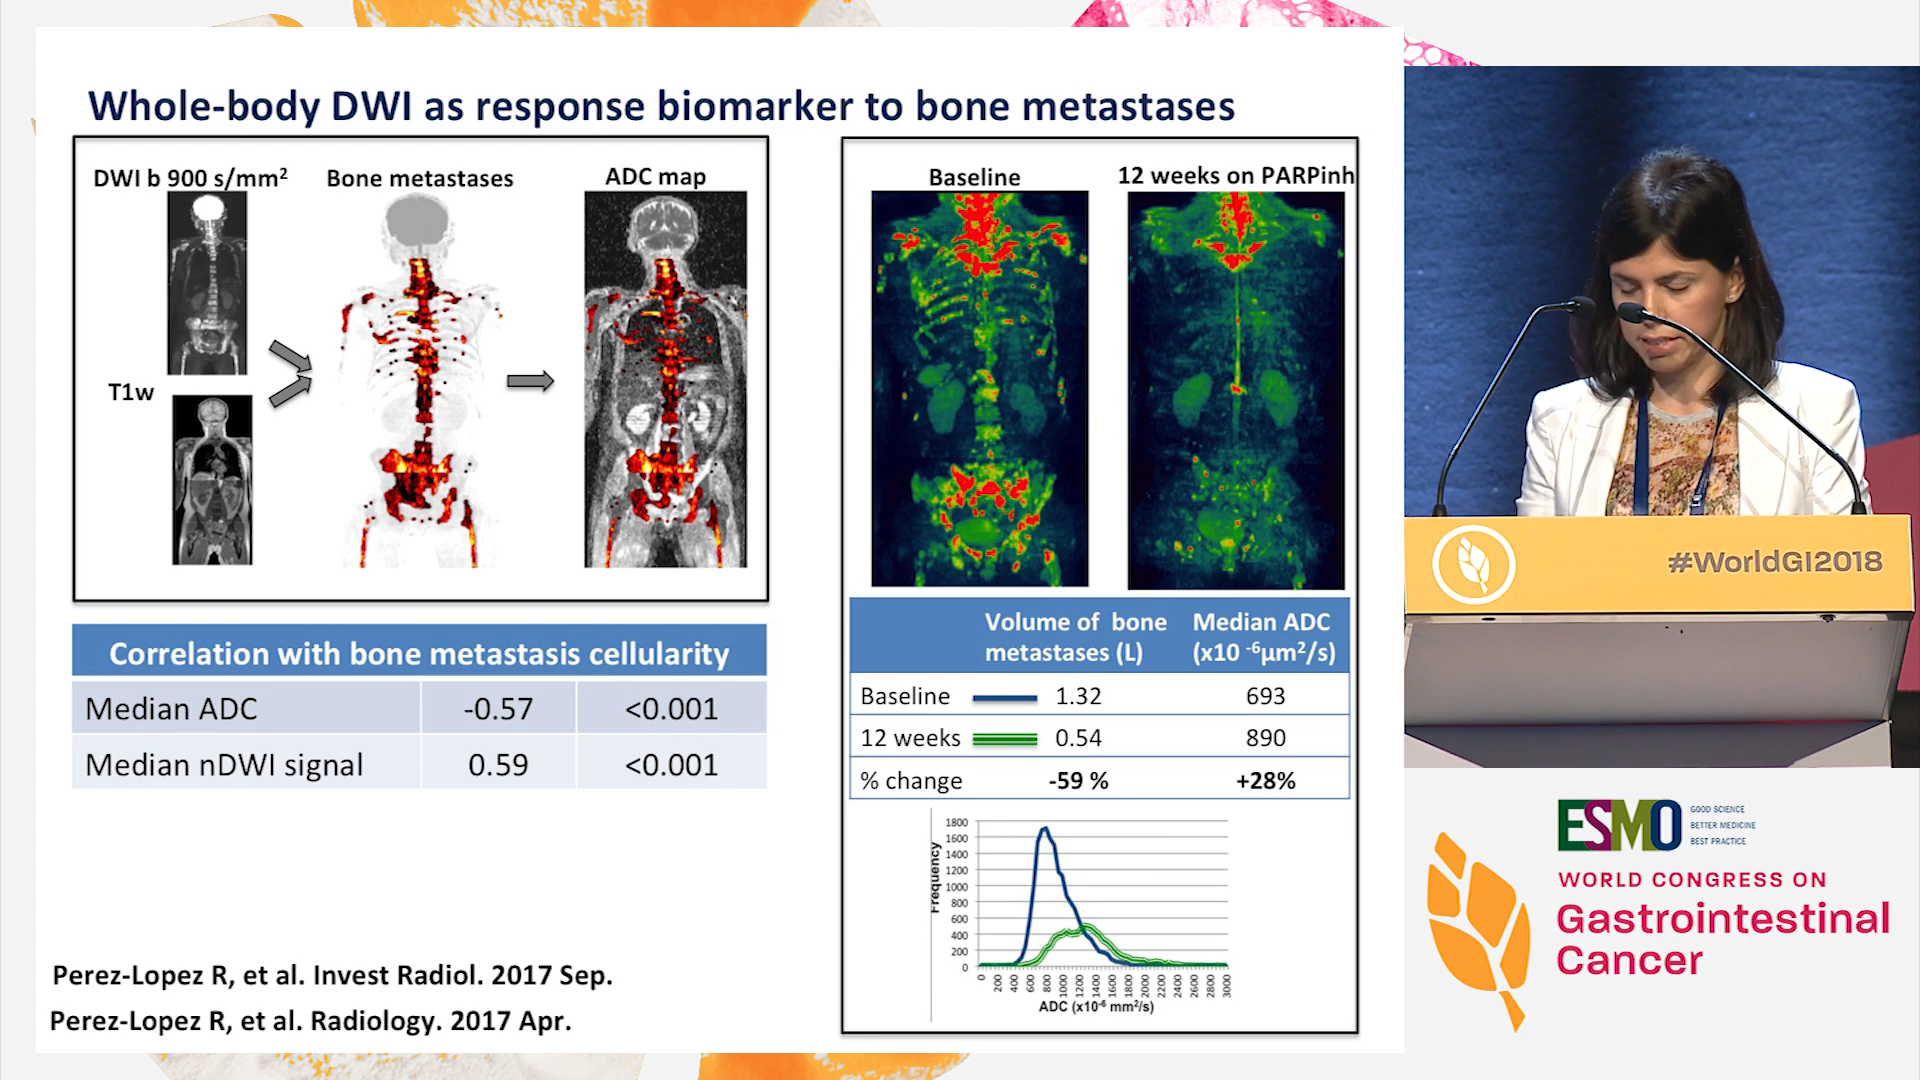 Whole-body DWI as response biomarker to bone metastases
DWI b 900 s/mm²
Bone metastases
ADC map
T1w
Correlation with bone metastasis cellularity
Median ADC -0.57 <0.001
Median nDWI signal 0.59 <0.001
Perez-Lopez R, et al. Invest Radiol. 2017 Sep.
Perez-Lopez R, et al. Radiology. 2017 Apr.
Baseline
12 weeks on PARPinh
Volume of bone
metastases (L)
Median ADC
(x10 ⁻⁶µm²/s)
Baseline 1.32 693
12 weeks 0.54 890
% change -59 % +28%
Frequency
1800
1600
1400
1200
1000
800
600
400
200
0
0 200 400 600 800 1000 1200 1400 1600 1800 2000 2200 2400 2600 2800 3000
ADC (x10⁻⁶ mm²/s)
#WorldGI2018
ESMO
GOOD SCIENCE
BETTER MEDICINE
BEST PRACTICE
WORLD CONGRESS ON
Gastrointestinal
Cancer